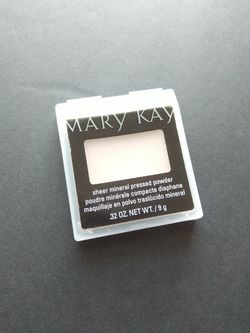 MARY KAY
sheer mineral pressed powder
poudre minérale compacte diaphane
maquillaje en polvo traslúcido mineral
.32 OZ. NET WT. / 9 g